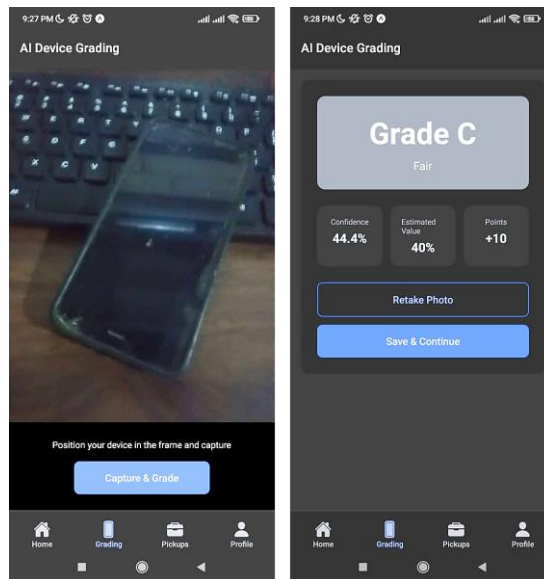 9:27 PM
AI Device Grading
Position your device in the frame and capture
Capture & Grade
Home
Grading
Pickups
Profile
9:28 PM
AI Device Grading
Grade C
Fair
Confidence
44.4%
Estimated
Value
40%
Points
+10
Retake Photo
Save & Continue
Home
Grading
Pickups
Profile